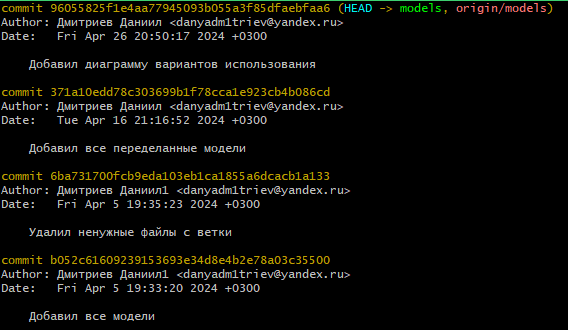 commit 96055825f1e4aa77945093b055a3f85dfaebfaa6 (HEAD -> models, origin/models)
Author: Дмитриев Даниил <danyadm1triev@yandex.ru>
Date:   Fri Apr 26 20:50:17 2024 +0300
Добавил диаграмму вариантов использования
commit 371a10edd78c303699b1f78cca1e923cb4b086cd
Author: Дмитриев Даниил <danyadm1triev@yandex.ru>
Date:   Tue Apr 16 21:16:52 2024 +0300
Добавил все переделанные модели
commit 6ba731700fcb9eda103eb1ca1855a6dcacb1a133
Author: Дмитриев Даниил1 <danyadm1triev@yandex.ru>
Date:   Fri Apr 5 19:35:23 2024 +0300
Удалил ненужные файлы с ветки
commit b052c61609239153693e34d8e4b2e78a03c35500
Author: Дмитриев Даниил1 <danyadm1triev@yandex.ru>
Date:   Fri Apr 5 19:33:20 2024 +0300
Добавил все модели